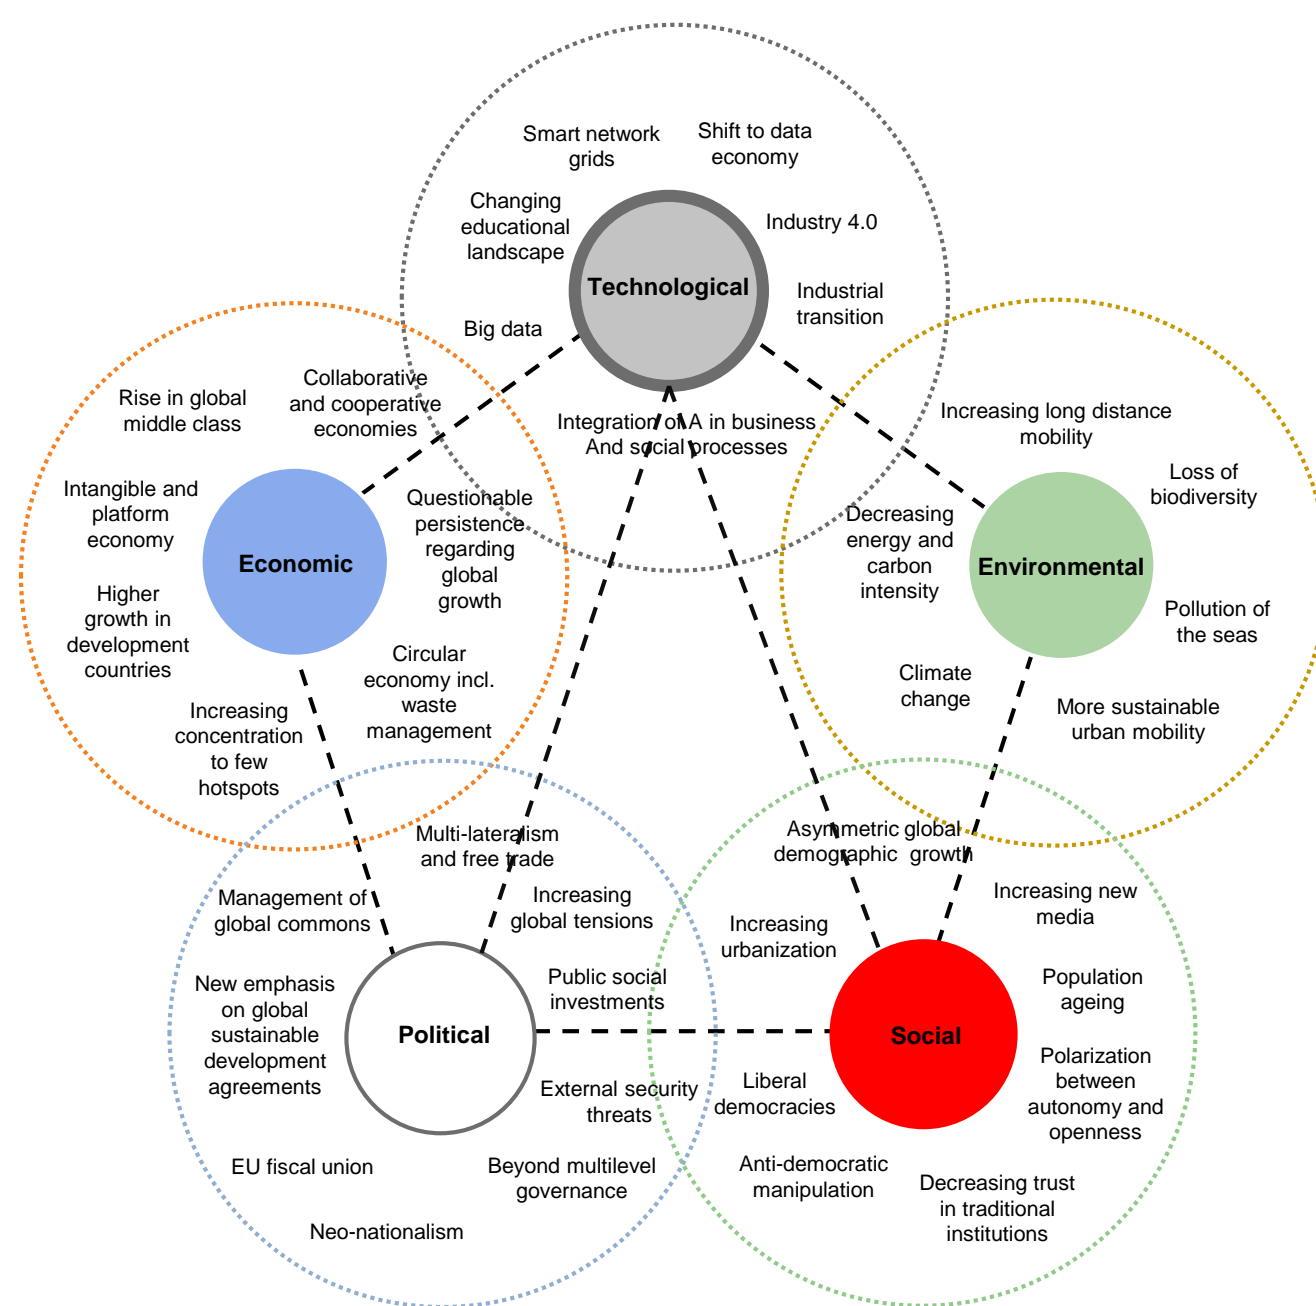 Smart network
grids
Shift to data
economy
Changing
educational
landscape
Industry 4.0
Technological
Industrial
transition
Big data
Integration of A in business
And social processes
Rise in global
middle class
Collaborative
and cooperative
economies
Intangible and
platform
economy
Questionable
persistence
regarding
global
growth
Economic
Higher
growth in
development
countries
Circular
economy incl.
waste
management
Increasing
concentration
to few
hotspots
Increasing long distance
mobility
Loss of
biodiversity
Decreasing
energy and
carbon
intensity
Environmental
Pollution of
the seas
Climate
change
More sustainable
urban mobility
Multi-lateralism
and free trade
Management of
global commons
Increasing
global tensions
New emphasis
on global
sustainable
development
agreements
Public social
investments
Political
External security
threats
EU fiscal union
Beyond multilevel
governance
Neo-nationalism
Asymmetric global
demographic growth
Increasing new
media
Increasing
urbanization
Population
ageing
Social
Liberal
democracies
Polarization
between
autonomy and
openness
Anti-democratic
manipulation
Decreasing trust
in traditional
institutions